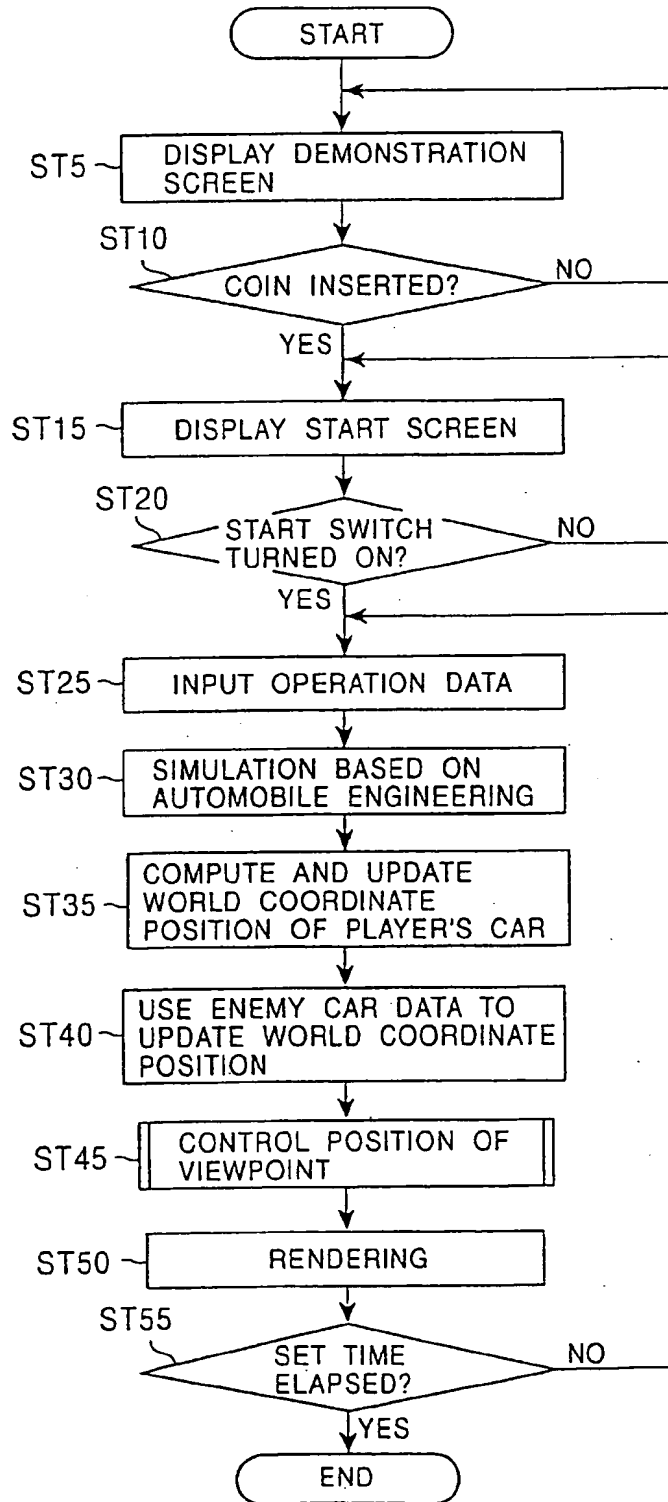 START
ST5
DISPLAY DEMONSTRATION
SCREEN
ST10
COIN INSERTED?
NO
YES
ST15
DISPLAY START SCREEN
ST20
START SWITCH
TURNED ON?
NO
YES
ST25
INPUT OPERATION DATA
ST30
SIMULATION BASED ON
AUTOMOBILE ENGINEERING
ST35
COMPUTE AND UPDATE
WORLD COORDINATE
POSITION OF PLAYER'S CAR
ST40
USE ENEMY CAR DATA TO
UPDATE WORLD COORDINATE
POSITION
ST45
CONTROL POSITION OF
VIEWPOINT
ST50
RENDERING
ST55
SET TIME
ELAPSED?
NO
YES
END